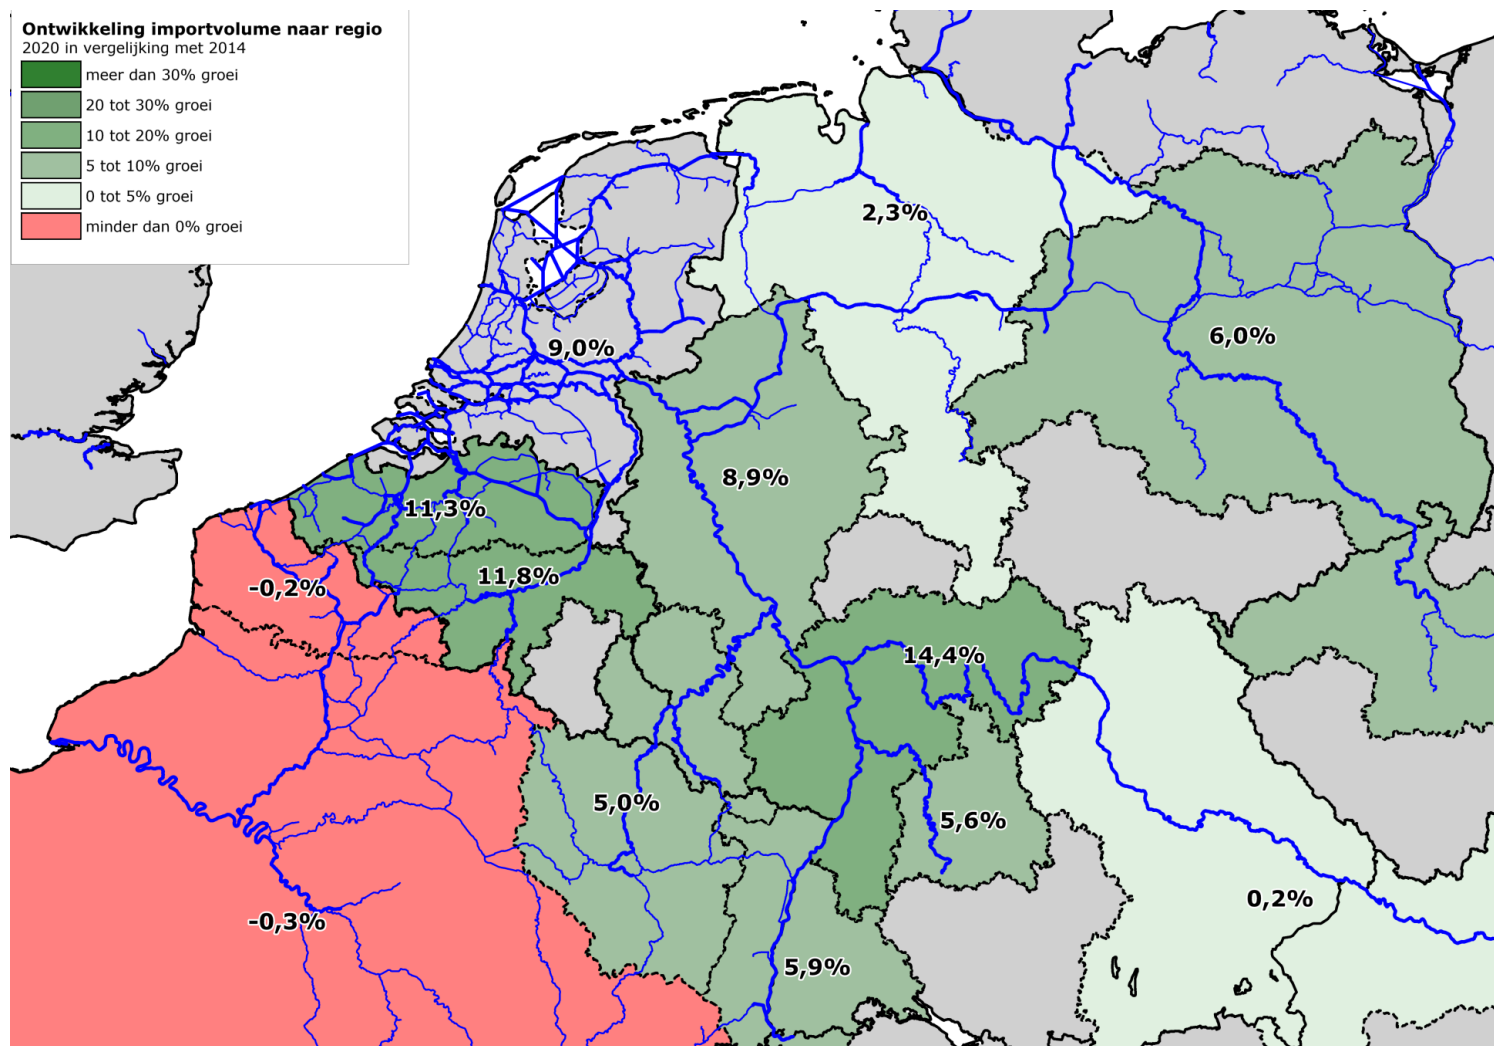 Ontwikkeling importvolume naar regio
2020 in vergelijking met 2014
meer dan 30% groei
20 tot 30% groei
10 tot 20% groei
5 tot 10% groei
0 tot 5% groei
minder dan 0% groei
2,3%
6,0%
9,0%
8,9%
11,3%
11,8%
-0,2%
14,4%
5,0%
5,6%
0,2%
-0,3%
5,9%